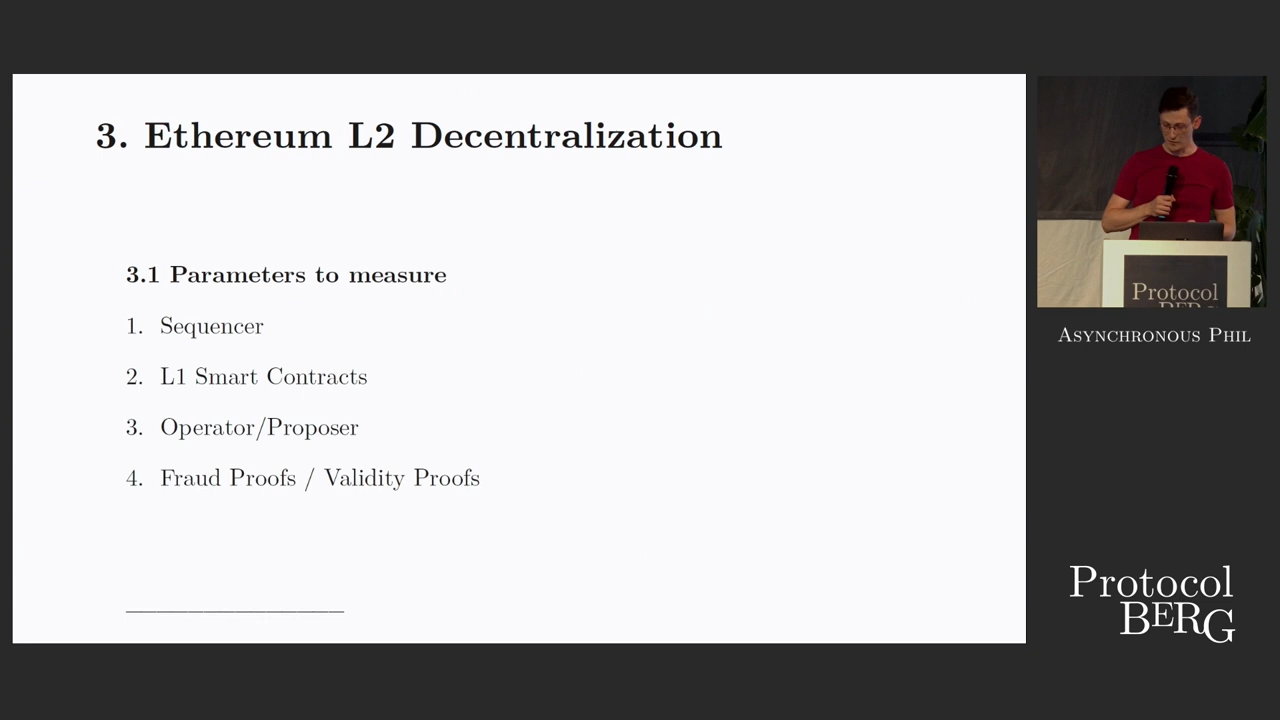 3. Ethereum L2 Decentralization
3.1 Parameters to measure
1. Sequencer
2. L1 Smart Contracts
3. Operator/Proposer
4. Fraud Proofs / Validity Proofs
Protocol
BERG
Asynchronous Phil
Protocol
BERG